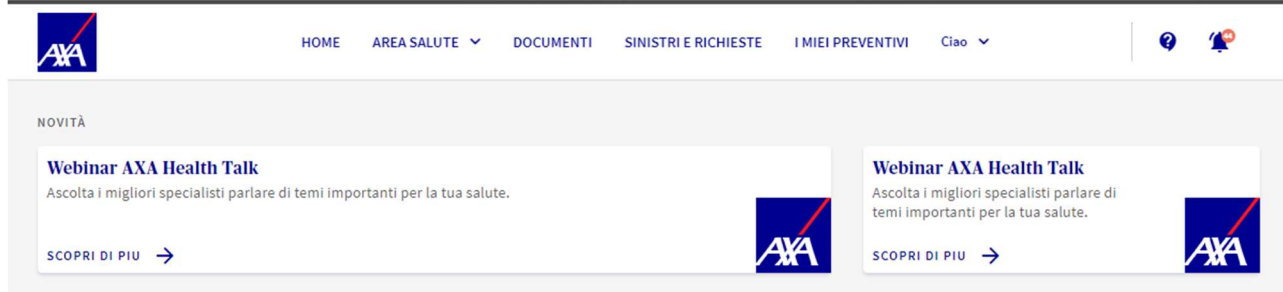 AXA
HOME AREA SALUTE DOCUMENTI SINISTRI E RICHIESTE I MIEI PREVENTIVI Ciao ? 44
NOVITÀ
Webinar AXA Health Talk
Ascolta i migliori specialisti parlare di temi importanti per la tua salute.
SCOPRI DI PIU
AXA
Webinar AXA Health Talk
Ascolta i migliori specialisti parlare di
temi importanti per la tua salute.
SCOPRI DI PIU
AXA